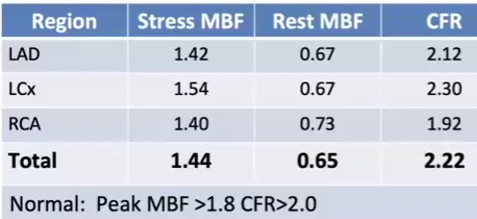 Region Stress MBF Rest MBF CFR
LAD 1.42 0.67 2.12
LCx 1.54 0.67 2.30
RCA 1.40 0.73 1.92
Total 1.44 0.65 2.22
Normal: Peak MBF >1.8 CFR>2.0